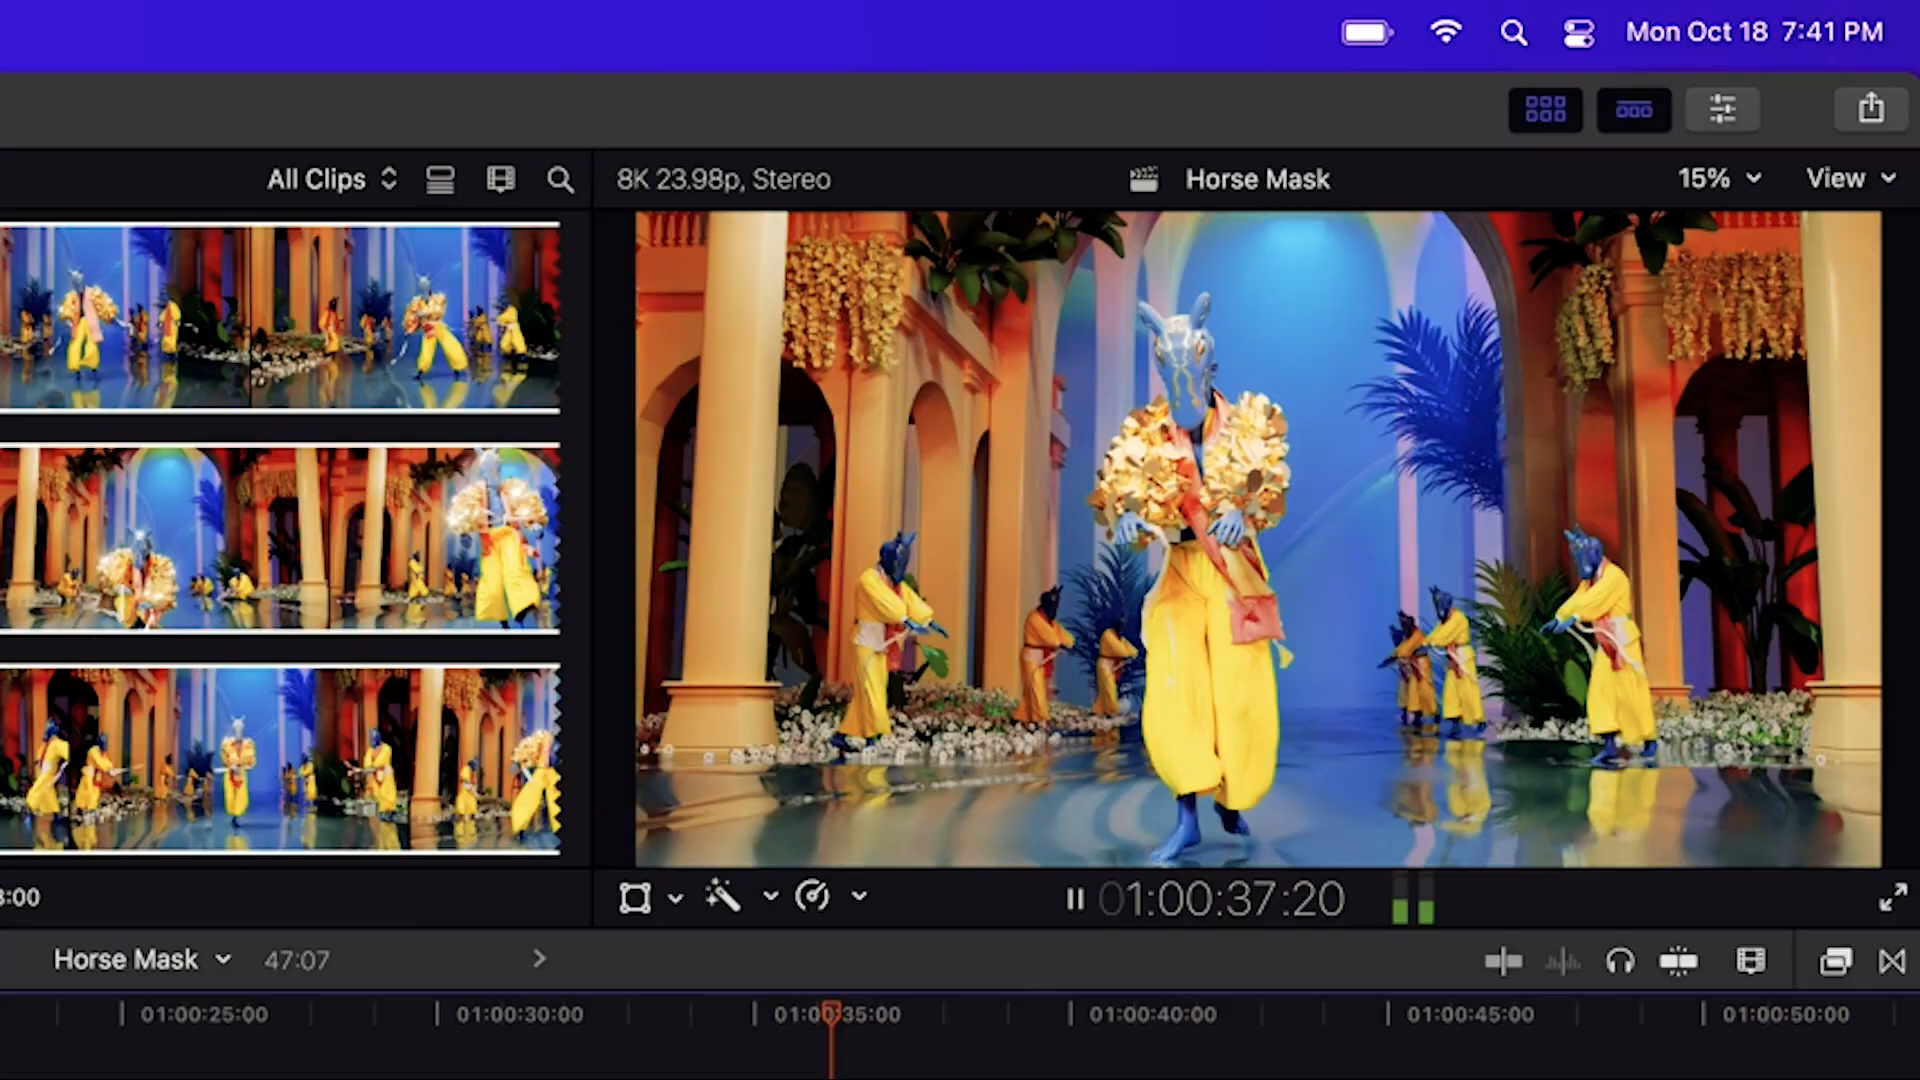 Mon Oct 18 7:41 PM
All Clips
8K 23.98p, Stereo
Horse Mask
15%
View
:00
01:00:37:20
Horse Mask
47:07
01:00:25:00
01:00:30:00
01:00:35:00
01:00:40:00
01:00:45:00
01:00:50:00